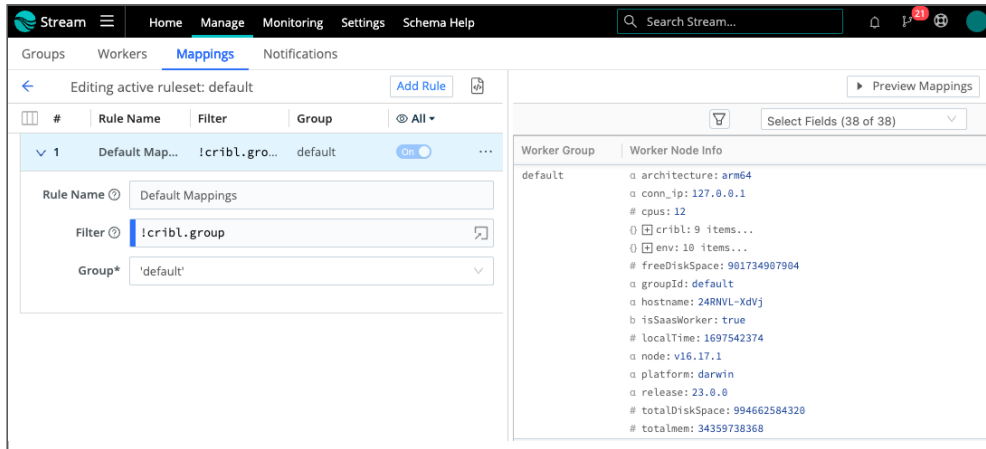 Stream Home Manage Monitoring Settings Schema Help Search Stream... 21
Groups Workers Mappings Notifications
Editing active ruleset: default Add Rule
# Rule Name Filter Group All
1 Default Map... !cribl.gro... default On ...
Rule Name Default Mappings
Filter !cribl.group
Group* 'default'
Preview Mappings
Select Fields (38 of 38)
Worker Group Worker Node Info
default α architecture: arm64
α conn_ip: 127.0.0.1
# cpus: 12
{} + cribl: 9 items...
{} + env: 10 items...
# freeDiskSpace: 901734907904
α groupId: default
α hostname: 24RNVL-XdVj
b isSaasWorker: true
# localTime: 1697542374
α node: v16.17.1
α platform: darwin
α release: 23.0.0
# totalDiskSpace: 994662584320
# totalmem: 34359738368